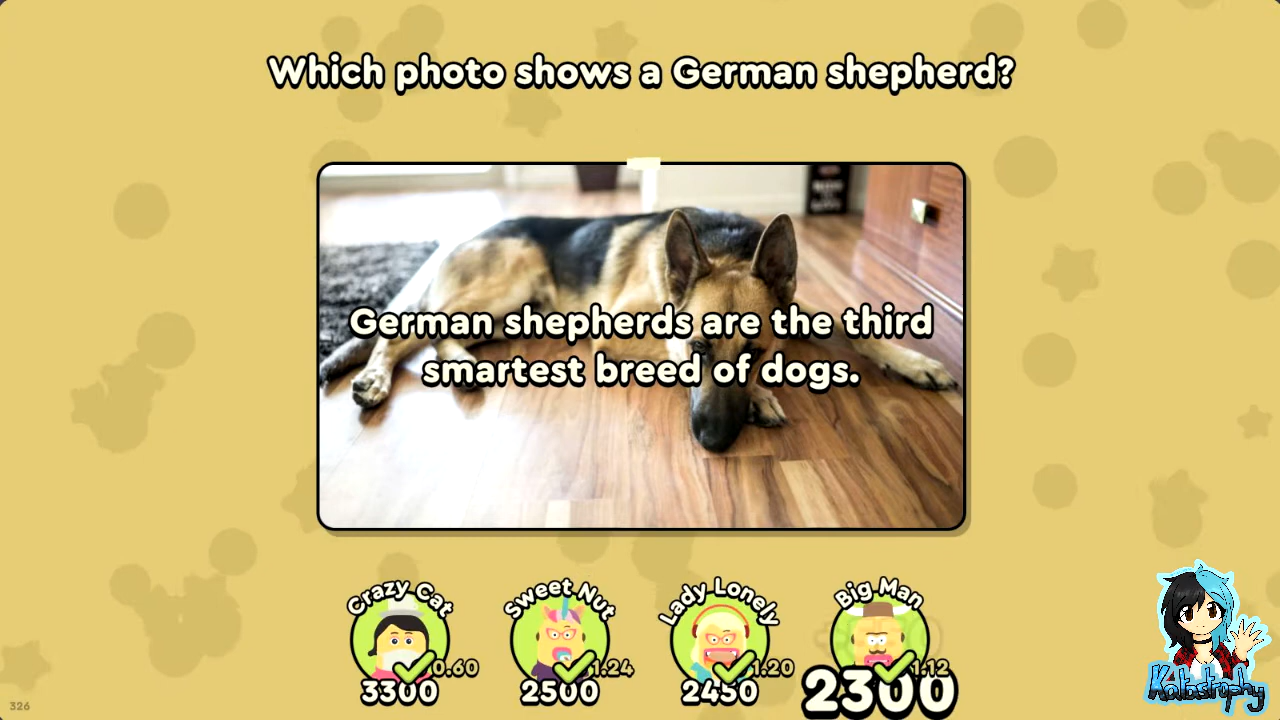 Which photo shows a German shepherd?
German shepherds are the third
smartest breed of dogs.
Crazy Cat
Sweet Nut
Lady Lonely
Big Man
0.60
1.24
1.20
1.12
3300
2500
2450
2300
326